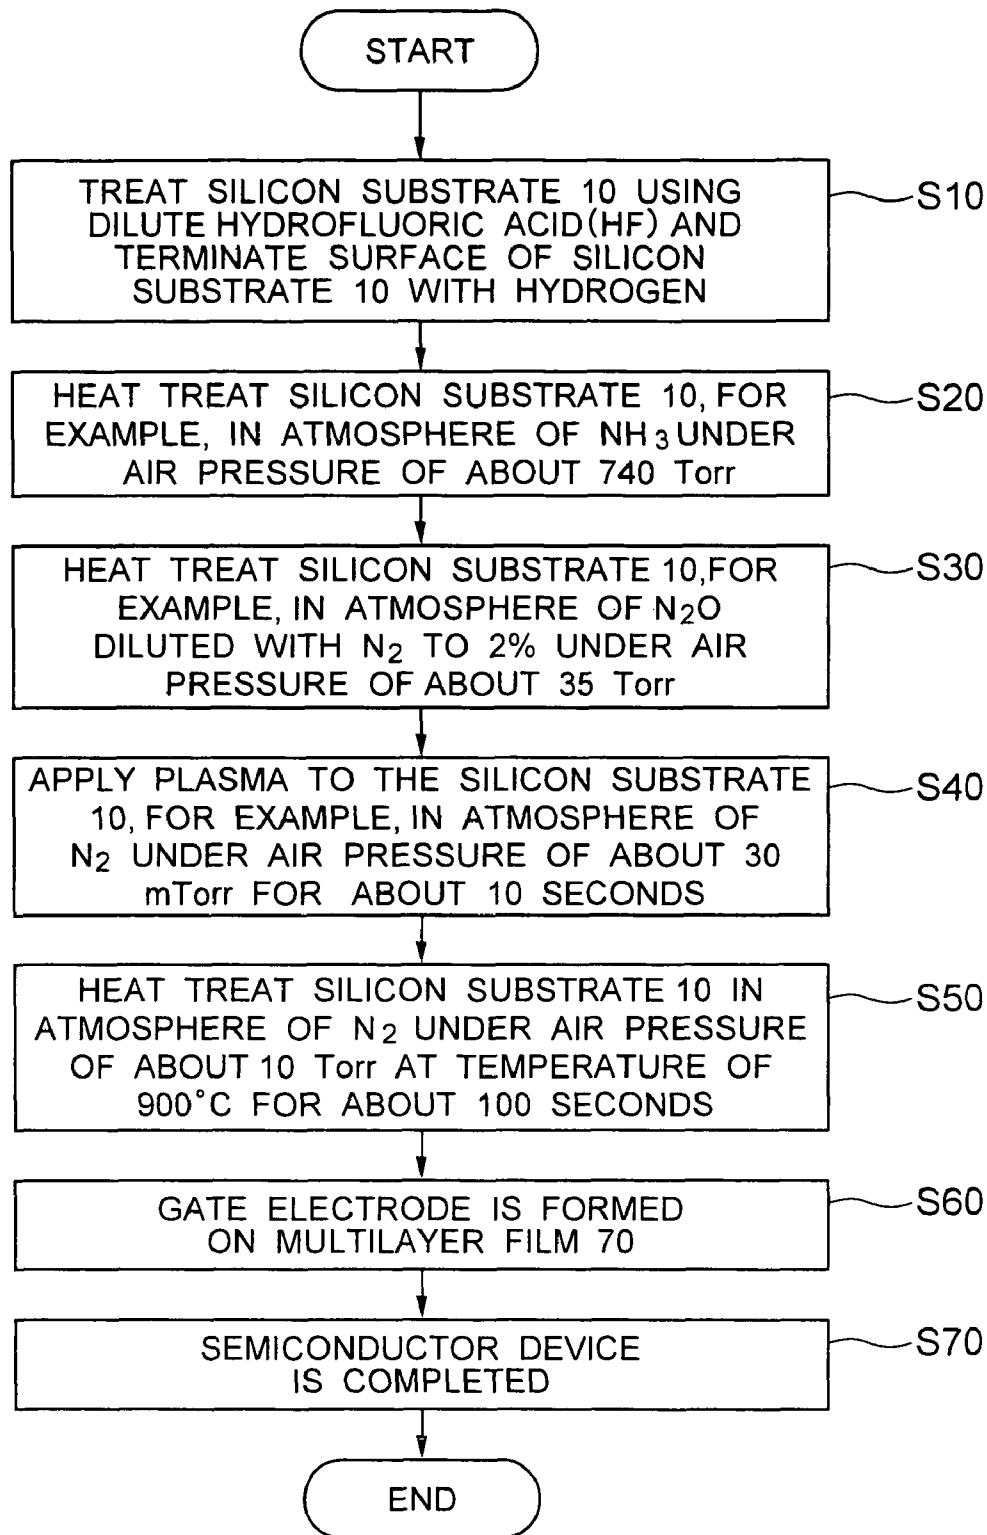 START
TREAT SILICON SUBSTRATE 10 USING
DILUTE HYDROFLUORIC ACID(HF) AND
TERMINATE SURFACE OF SILICON
SUBSTRATE 10 WITH HYDROGEN
S10
HEAT TREAT SILICON SUBSTRATE 10, FOR
EXAMPLE, IN ATMOSPHERE OF NH₃ UNDER
AIR PRESSURE OF ABOUT 740 Torr
S20
HEAT TREAT SILICON SUBSTRATE 10,FOR
EXAMPLE, IN ATMOSPHERE OF N₂O
DILUTED WITH N₂ TO 2% UNDER AIR
PRESSURE OF ABOUT 35 Torr
S30
APPLY PLASMA TO THE SILICON SUBSTRATE
10, FOR EXAMPLE, IN ATMOSPHERE OF
N₂ UNDER AIR PRESSURE OF ABOUT 30
mTorr FOR ABOUT 10 SECONDS
S40
HEAT TREAT SILICON SUBSTRATE 10 IN
ATMOSPHERE OF N₂ UNDER AIR PRESSURE
OF ABOUT 10 Torr AT TEMPERATURE OF
900°C FOR ABOUT 100 SECONDS
S50
GATE ELECTRODE IS FORMED
ON MULTILAYER FILM 70
S60
SEMICONDUCTOR DEVICE
IS COMPLETED
S70
END